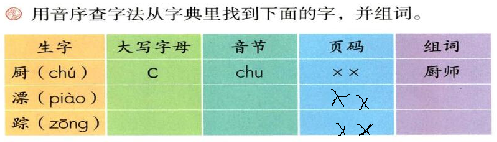 用音序查字法从字典里找到下面的字，并组词。
生字 大写字母 音节 页码 组词
厨（chú） C chu ×× 厨师
漂（piào） ××
踪（zōng） ××